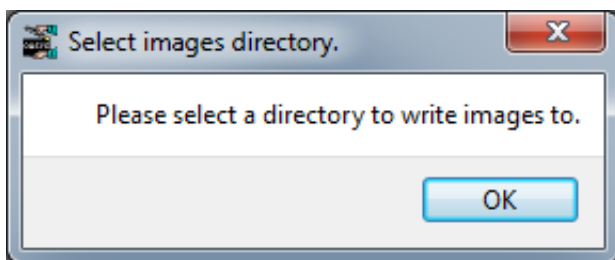 Select images directory.
Please select a directory to write images to.
OK